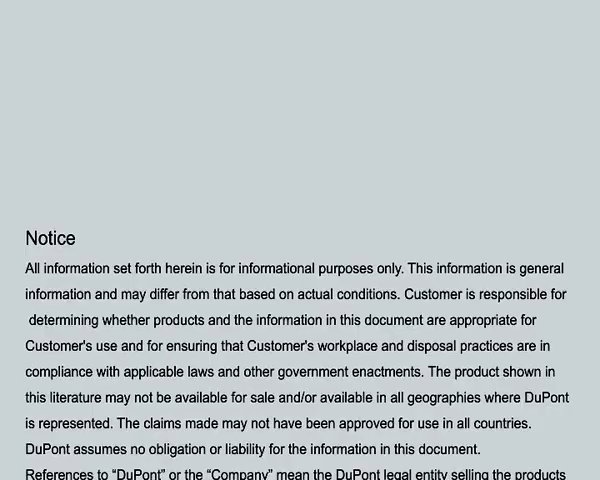 Notice
All information set forth herein is for informational purposes only. This information is general
information and may differ from that based on actual conditions. Customer is responsible for
determining whether products and the information in this document are appropriate for
Customer's use and for ensuring that Customer's workplace and disposal practices are in
compliance with applicable laws and other government enactments. The product shown in
this literature may not be available for sale and/or available in all geographies where DuPont
is represented. The claims made may not have been approved for use in all countries.
DuPont assumes no obligation or liability for the information in this document.
References to “DuPont” or the “Company” mean the DuPont legal entity selling the products